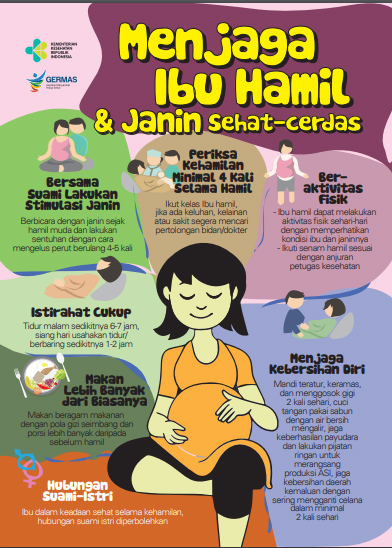 KEMENTERIAN
KESEHATAN
REPUBLIK
INDONESIA
GERMAS
Menjaga
Ibu Hamil
& Janin Sehat-cerdas
Bersama
Suami Lakukan
Stimulasi Janin
Berbicara dengan janin sejak
hamil muda dan lakukan
sentuhan dengan cara
mengelus perut berulang 4-5 kali
Periksa
Kehamilan
Minimal 4 Kali
Selama Hamil
Ikut kelas Ibu hamil,
jika ada keluhan, kelainan
atau sakit segera mencari
pertolongan bidan/dokter
Ber-
aktivitas
Fisik
- Ibu hamil dapat melakukan
aktivitas fisik sehari-hari
dengan memperhatikan
kondisi ibu dan janinnya
- Ikuti senam hamil sesuai
dengan anjuran
petugas kesehatan
Istirahat Cukup
Tidur malam sedikitnya 6-7 jam,
siang hari usahakan tidur/
berbaring sedikitnya 1-2 jam
Makan
Lebih Banyak
dari Biasanya
Makan beragam makanan
dengan pola gizi seimbang dan
porsi lebih banyak daripada
sebelum hamil
Menjaga
Kebersihan Diri
Mandi teratur, keramas,
dan menggosok gigi
2 kali sehari, cuci
tangan pakai sabun
dengan air bersih
mengalir, jaga
keberhasilan payudara
dan lakukan pijatan
ringan untuk
merangsang
produksi ASI, jaga
kebersihan daerah
kemaluan dengan
sering mengganti celana
dalam minimal
2 kali sehari
Hubungan
Suami-Istri
Ibu dalam keadaan sehat selama kehamilan,
hubungan suami istri diperbolehkan